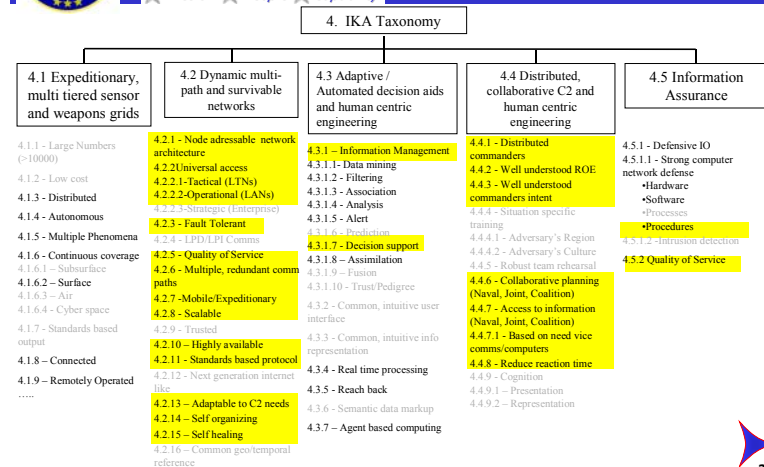 4. IKA Taxonomy
4.1 Expeditionary,
multi tiered sensor
and weapons grids
4.1.1 - Large Numbers
(>10000)
4.1.2 - Low cost
4.1.3 - Distributed
4.1.4 - Autonomous
4.1.5 - Multiple Phenomena
4.1.6 - Continuous coverage
4.1.6.1 – Subsurface
4.1.6.2 – Surface
4.1.6.3 – Air
4.1.6.4 - Cyber space
4.1.7 - Standards based
output
4.1.8 – Connected
4.1.9 – Remotely Operated
…..
4.2 Dynamic multi-
path and survivable
networks
4.2.1 - Node adressable network
architecture
4.2.2Universal access
4.2.2.1-Tactical (LTNs)
4.2.2.2-Operational (LANs)
4.2.2.3-Strategic (Enterprise)
4.2.3 - Fault Tolerant
4.2.4 - LPD/LPI Comms
4.2.5 - Quality of Service
4.2.6 - Multiple, redundant comm
paths
4.2.7 -Mobile/Expeditionary
4.2.8 - Scalable
4.2.9 - Trusted
4.2.10 – Highly available
4.2.11 - Standards based protocol
4.2.12 - Next generation internet
like
4.2.13 – Adaptable to C2 needs
4.2.14 – Self organizing
4.2.15 – Self healing
4.2.16 – Common geo/temporal
reference
4.3 Adaptive /
Automated decision aids
and human centric
engineering
4.3.1 – Information Management
4.3.1.1- Data mining
4.3.1.2 - Filtering
4.3.1.3 - Association
4.3.1.4 - Analysis
4.3.1.5 - Alert
4.3.1.6 - Prediction
4.3.1.7 - Decision support
4.3.1.8 – Assimilation
4.3.1.9 – Fusion
4.3.1.10 - Trust/Pedigree
4.3.2 - Common, intuitive user
interface
4.3.3 - Common, intuitive info
representation
4.3.4 - Real time processing
4.3.5 - Reach back
4.3.6 - Semantic data markup
4.3.7 – Agent based computing
4.4 Distributed,
collaborative C2 and
human centric
engineering
4.4.1 - Distributed
commanders
4.4.2 - Well understood ROE
4.4.3 - Well understood
commanders intent
4.4.4 - Situation specific
training
4.4.4.1 - Adversary's Region
4.4.4.2 – Adversary's Culture
4.4.5 - Robust team rehearsal
4.4.6 - Collaborative planning
(Naval, Joint, Coalition)
4.4.7 - Access to information
(Naval, Joint, Coalition)
4.4.7.1 - Based on need vice
comms/computers
4.4.8 - Reduce reaction time
4.4.9 - Cognition
4.4.9.1 – Presentation
4.4.9.2 – Representation
4.5 Information
Assurance
4.5.1 - Defensive IO
4.5.1.1 - Strong computer
network defense
•Hardware
•Software
•Processes
•Procedures
4.5.1.2 -Intrusion detection
4.5.2 Quality of Service